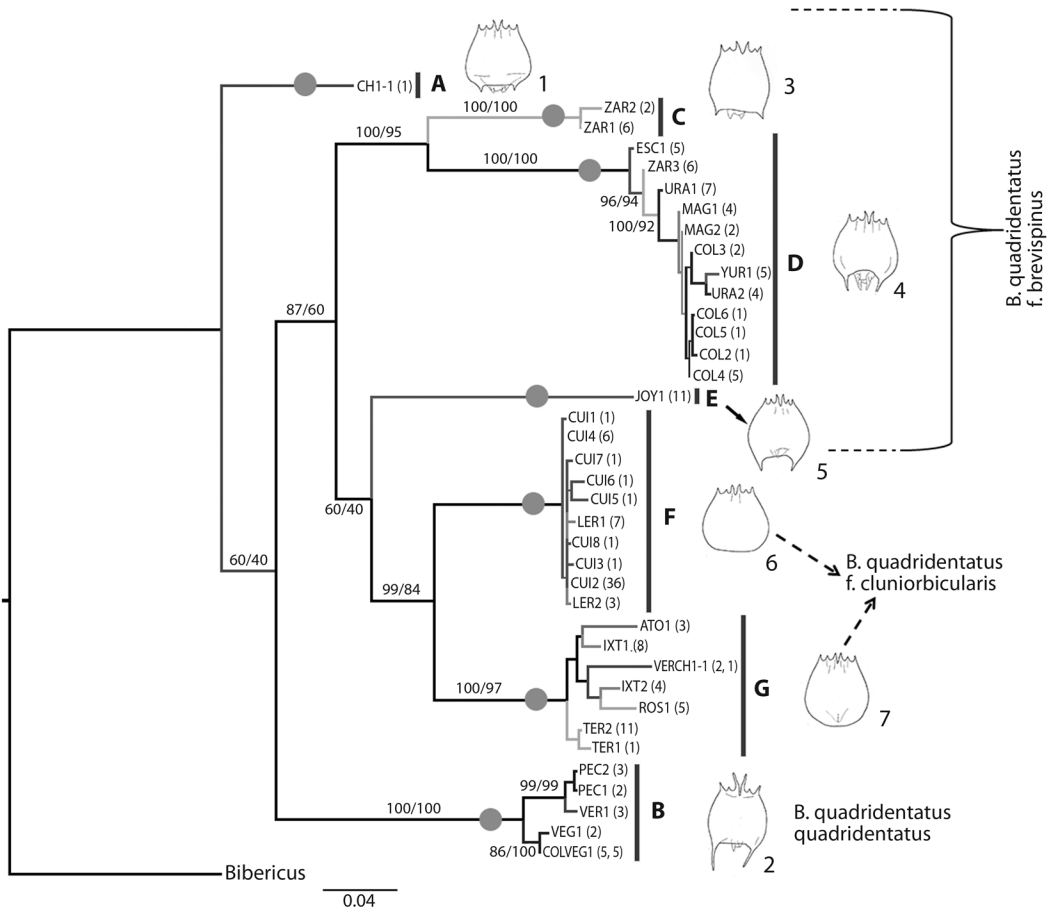 1
3
CH1-1 (1)
A
100/100
ZAR2 (2)
ZAR1 (6)
C
100/95
100/100
ESC1 (5)
ZAR3 (6)
96/94
URA1 (7)
100/92
MAG1 (4)
MAG2 (2)
COL3 (2)
YUR1 (5)
URA2 (4)
COL6 (1)
COL5 (1)
COL2 (1)
COL4 (5)
D
4
B. quadridentatus
f. brevispinus
87/60
JOY1 (11)
E
5
CUI1 (1)
CUI4 (6)
CUI7 (1)
CUI6 (1)
CUI5 (1)
LER1 (7)
CUI8 (1)
CUI3 (1)
CUI2 (36)
LER2 (3)
F
6
60/40
60/40
99/84
B. quadridentatus
f. cluniorbicularis
ATO1 (3)
IXT1.(8)
VERCH1-1 (2, 1)
IXT2 (4)
ROS1 (5)
TER2 (11)
TER1 (1)
100/97
G
7
PEC2 (3)
PEC1 (2)
99/99
VER1 (3)
100/100
VEG1 (2)
86/100
COLVEG1 (5, 5)
B
2
B. quadridentatus
quadridentatus
Bibericus
0.04